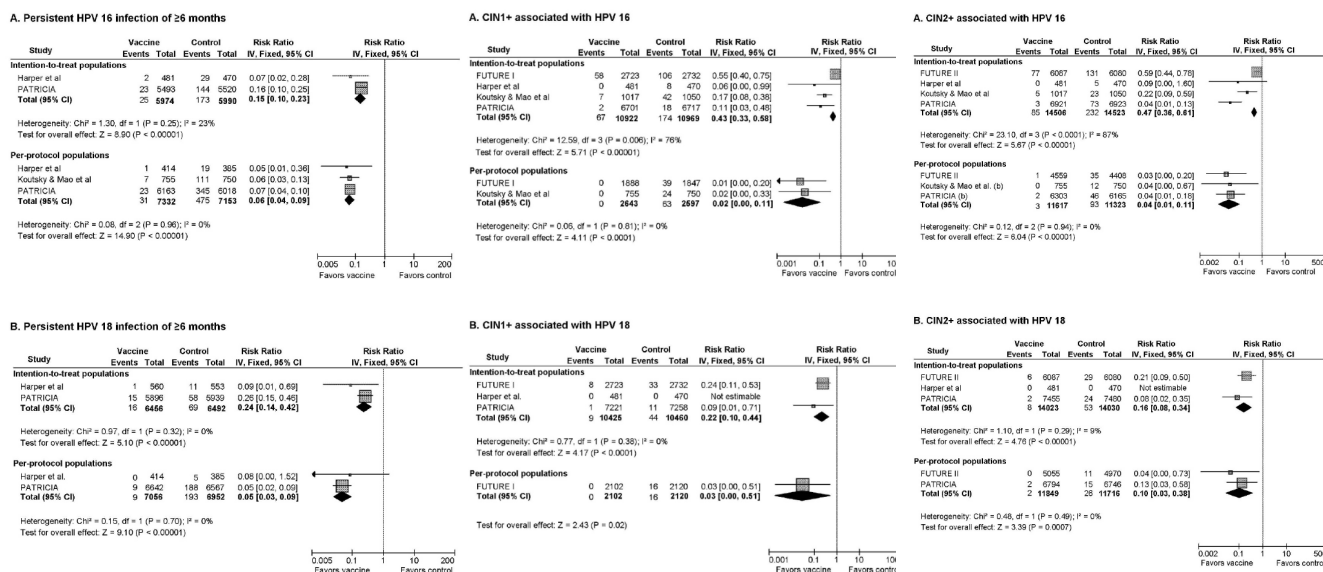 A. Persistent HPV 16 infection of ≥6 months
Vaccine Control Risk Ratio Risk Ratio
Study Events Total Events Total IV, Fixed, 95% CI IV, Fixed, 95% CI
Intention-to-treat populations
Harper et al 2 481 29 470 0.07 [0.02, 0.28]
PATRICIA 23 5493 144 5520 0.16 [0.10, 0.25]
Total (95% CI) 25 5974 173 5990 0.15 [0.10, 0.23]
Heterogeneity: Chi² = 1.30, df = 1 (P = 0.25); I² = 23%
Test for overall effect: Z = 8.90 (P < 0.00001)
Per-protocol populations
Harper et al 1 414 19 385 0.05 [0.01, 0.36]
Koutsky & Mao et al 7 755 111 750 0.06 [0.03, 0.13]
PATRICIA 23 6163 345 6018 0.07 [0.04, 0.10]
Total (95% CI) 31 7332 475 7153 0.06 [0.04, 0.09]
Heterogeneity: Chi² = 0.08, df = 2 (P = 0.96); I² = 0%
Test for overall effect: Z = 14.90 (P < 0.00001)
0.005 0.1 1 10 200
Favors vaccine Favors control
A. CIN1+ associated with HPV 16
Vaccine Control Risk Ratio Risk Ratio
Study Events Total Events Total IV, Fixed, 95% CI IV, Fixed, 95% CI
Intention-to-treat populations
FUTURE I 58 2723 106 2732 0.55 [0.40, 0.75]
Harper et al 0 481 8 470 0.06 [0.00, 0.99]
Koutsky & Mao et al 7 1017 42 1050 0.17 [0.08, 0.38]
PATRICIA 2 6701 18 6717 0.11 [0.03, 0.48]
Total (95% CI) 67 10922 174 10969 0.43 [0.33, 0.58]
Heterogeneity: Chi² = 12.59, df = 3 (P = 0.006); I² = 76%
Test for overall effect: Z = 5.71 (P < 0.00001)
Per-protocol populations
FUTURE I 0 1888 39 1847 0.01 [0.00, 0.20]
Koutsky & Mao et al 0 755 24 750 0.02 [0.00, 0.33]
Total (95% CI) 0 2643 63 2597 0.02 [0.00, 0.11]
Heterogeneity: Chi² = 0.06, df = 1 (P = 0.81); I² = 0%
Test for overall effect: Z = 4.11 (P < 0.0001)
0.001 0.1 1 10 1000
Favors vaccine Favors control
A. CIN2+ associated with HPV 16
Vaccine Control Risk Ratio Risk Ratio
Study Events Total Events Total IV, Fixed, 95% CI IV, Fixed, 95% CI
Intention-to-treat populations
FUTURE II 77 6087 131 6080 0.59 [0.44, 0.78]
Harper et al 0 481 5 470 0.09 [0.00, 1.60]
Koutsky & Mao et al 5 1017 23 1050 0.22 [0.09, 0.59]
PATRICIA 3 6921 73 6923 0.04 [0.01, 0.13]
Total (95% CI) 85 14506 232 14523 0.47 [0.36, 0.61]
Heterogeneity: Chi² = 23.10, df = 3 (P < 0.0001); I² = 87%
Test for overall effect: Z = 5.67 (P < 0.00001)
Per-protocol populations
FUTURE II 1 4559 35 4408 0.03 [0.00, 0.20]
Koutsky & Mao et al. (b) 0 755 12 750 0.04 [0.00, 0.67]
PATRICIA (b) 2 6303 46 6165 0.04 [0.01, 0.18]
Total (95% CI) 3 11617 93 11323 0.04 [0.01, 0.11]
Heterogeneity: Chi² = 0.12, df = 2 (P = 0.94); I² = 0%
Test for overall effect: Z = 6.04 (P < 0.00001)
0.002 0.1 1 10 500
Favors vaccine Favors control
B. Persistent HPV 18 infection of ≥6 months
Vaccine Control Risk Ratio Risk Ratio
Study Events Total Events Total IV, Fixed, 95% CI IV, Fixed, 95% CI
Intention-to-treat populations
Harper et al 1 560 11 553 0.09 [0.01, 0.69]
PATRICIA 15 5896 58 5939 0.26 [0.15, 0.46]
Total (95% CI) 16 6456 69 6492 0.24 [0.14, 0.42]
Heterogeneity: Chi² = 0.97, df = 1 (P = 0.32); I² = 0%
Test for overall effect: Z = 5.10 (P < 0.00001)
Per-protocol populations
Harper et al. 0 414 5 385 0.08 [0.00, 1.52]
PATRICIA 9 6642 188 6567 0.05 [0.02, 0.09]
Total (95% CI) 9 7056 193 6952 0.05 [0.03, 0.09]
Heterogeneity: Chi² = 0.15, df = 1 (P = 0.70); I² = 0%
Test for overall effect: Z = 9.10 (P < 0.00001)
0.005 0.1 1 10 200
Favors vaccine Favors control
B. CIN1+ associated with HPV 18
Vaccine Control Risk Ratio Risk Ratio
Study Events Total Events Total IV, Fixed, 95% CI IV, Fixed, 95% CI
Intention-to-treat populations
FUTURE I 8 2723 33 2732 0.24 [0.11, 0.53]
Harper et al. 0 481 0 470 Not estimable
PATRICIA 1 7221 11 7258 0.09 [0.01, 0.71]
Total (95% CI) 9 10425 44 10460 0.22 [0.10, 0.44]
Heterogeneity: Chi² = 0.77, df = 1 (P = 0.38); I² = 0%
Test for overall effect: Z = 4.17 (P < 0.0001)
Per-protocol populations
FUTURE I 0 2102 16 2120 0.03 [0.00, 0.51]
Total (95% CI) 0 2102 16 2120 0.03 [0.00, 0.51]
Test for overall effect: Z = 2.43 (P = 0.02)
0.001 0.1 1 10 1000
Favors vaccine Favors control
B. CIN2+ associated with HPV 18
Vaccine Control Risk Ratio Risk Ratio
Study Events Total Events Total IV, Fixed, 95% CI IV, Fixed, 95% CI
Intention-to-treat populations
FUTURE II 6 6087 29 6080 0.21 [0.09, 0.50]
Harper et al 0 481 0 470 Not estimable
PATRICIA 2 7455 24 7480 0.08 [0.02, 0.35]
Total (95% CI) 8 14023 53 14030 0.16 [0.08, 0.34]
Heterogeneity: Chi² = 1.10, df = 1 (P = 0.29); I² = 9%
Test for overall effect: Z = 4.76 (P < 0.00001)
Per-protocol populations
FUTURE II 0 5055 11 4970 0.04 [0.00, 0.73]
PATRICIA 2 6794 15 6746 0.13 [0.03, 0.58]
Total (95% CI) 2 11849 26 11716 0.10 [0.03, 0.38]
Heterogeneity: Chi² = 0.48, df = 1 (P = 0.49); I² = 0%
Test for overall effect: Z = 3.39 (P = 0.0007)
0.002 0.1 1 10 500
Favors vaccine Favors control